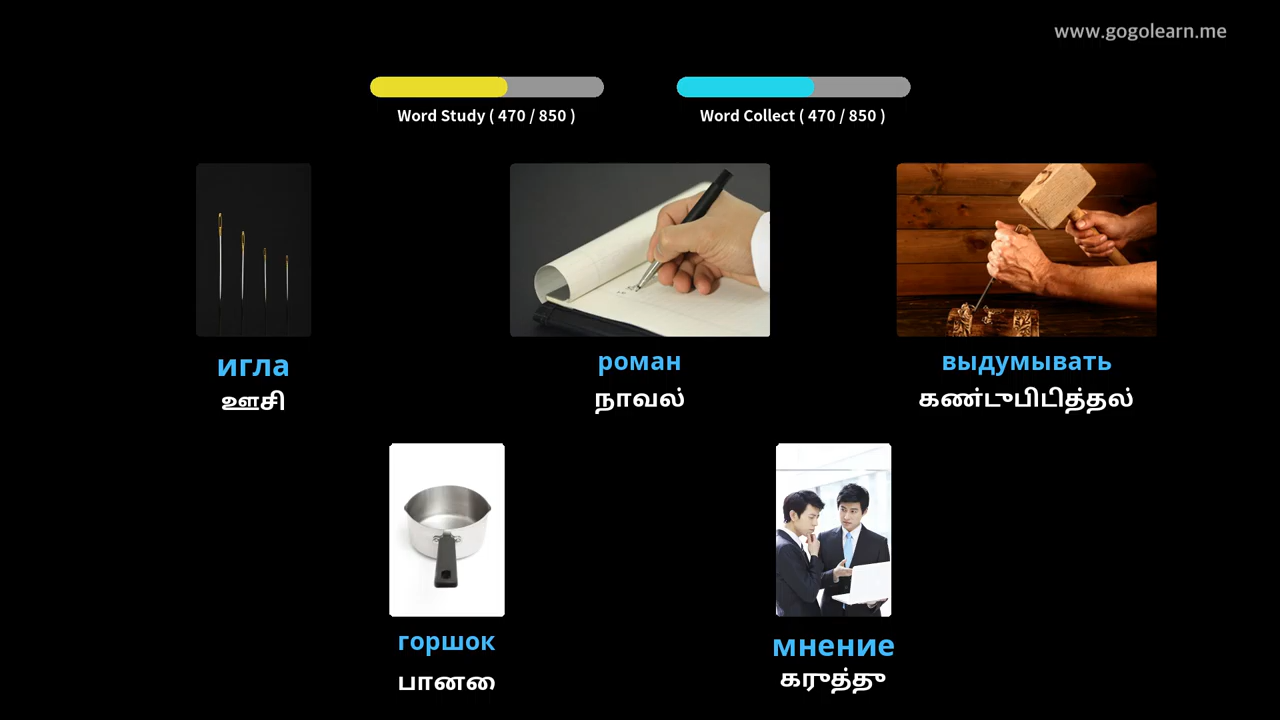 www.gogolearn.me
Word Study ( 470 / 850 )
Word Collect ( 470 / 850 )
игла
ஊசி
роман
நாவல்
выдумывать
கண்டுபிடித்தல்
горшок
பானை
мнение
கருத்து